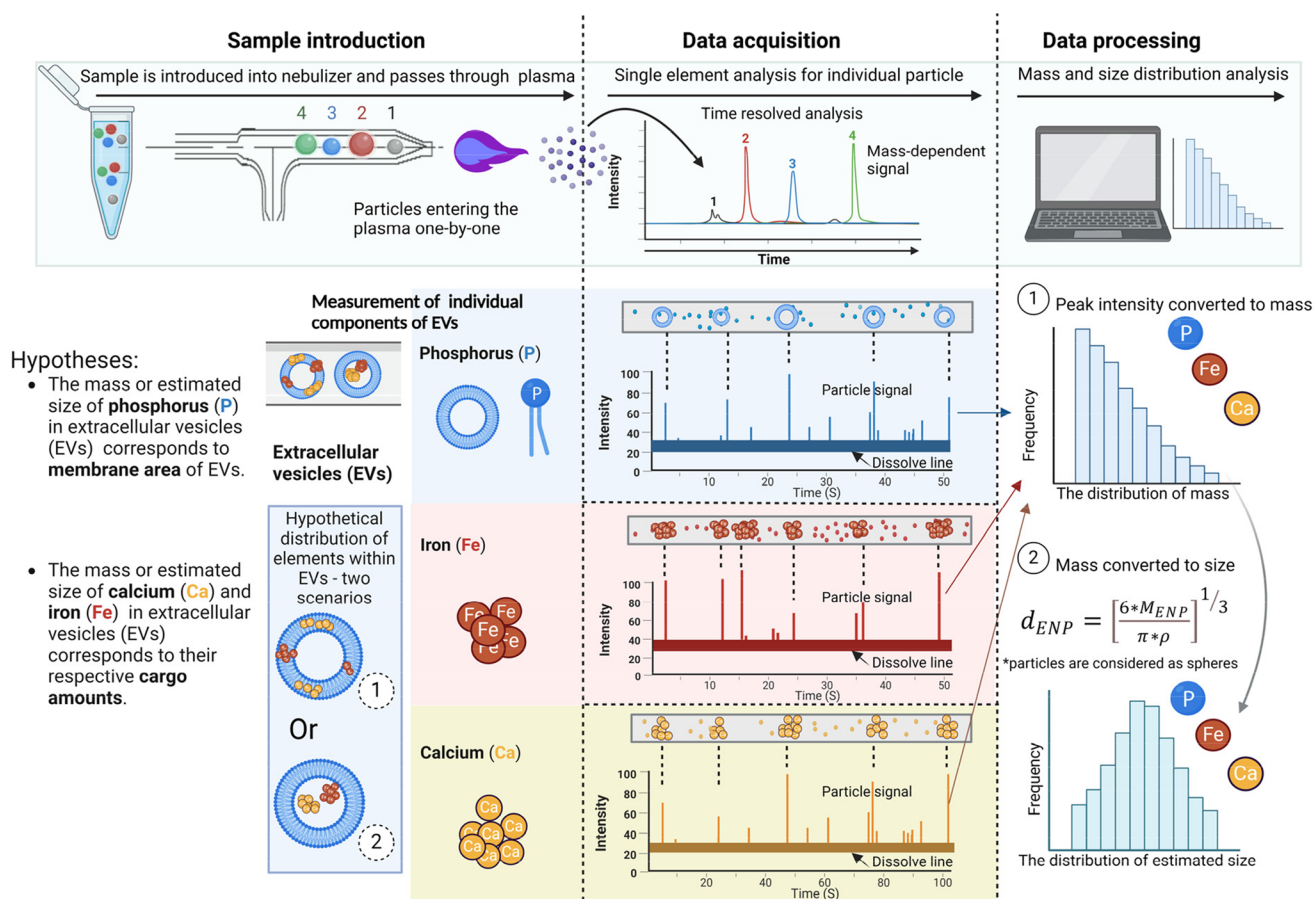 Sample introduction
Data acquisition
Data processing
Sample is introduced into nebulizer and passes through plasma
Single element analysis for individual particle
Mass and size distribution analysis
4 3 2 1
Particles entering the
plasma one-by-one
Time resolved analysis
Intensity
1
2
3
4
Mass-dependent
signal
Time
Hypotheses:
• The mass or estimated
size of phosphorus (P)
in extracellular vesicles
(EVs) corresponds to
membrane area of EVs.
• The mass or estimated
size of calcium (Ca) and
iron (Fe) in extracellular
vesicles (EVs)
corresponds to their
respective cargo
amounts.
Measurement of individual
components of EVs
Extracellular
vesicles (EVs)
Hypothetical
distribution of
elements within
EVs - two
scenarios
1
Or
2
Phosphorus (P)
P
Intensity
100
80
60
40
20
0
Particle signal
Dissolve line
10 20 30 40 50
Time (S)
Iron (Fe)
Fe Fe
Fe
Fe Fe
Intensity
100
80
60
40
20
0
Particle signal
Dissolve line
10 20 30 40 50
Time (S)
Calcium (Ca)
Ca
Ca Ca Ca
Ca Ca Ca
Intensity
100
80
60
40
20
0
Particle signal
Dissolve line
20 40 60 80 100
Time (S)
1 Peak intensity converted to mass
P
Fe
Ca
Frequency
The distribution of mass
2 Mass converted to size
d_ENP = [6*M_ENP / π*ρ]^1/3
*particles are considered as spheres
P
Fe
Ca
Frequency
The distribution of estimated size